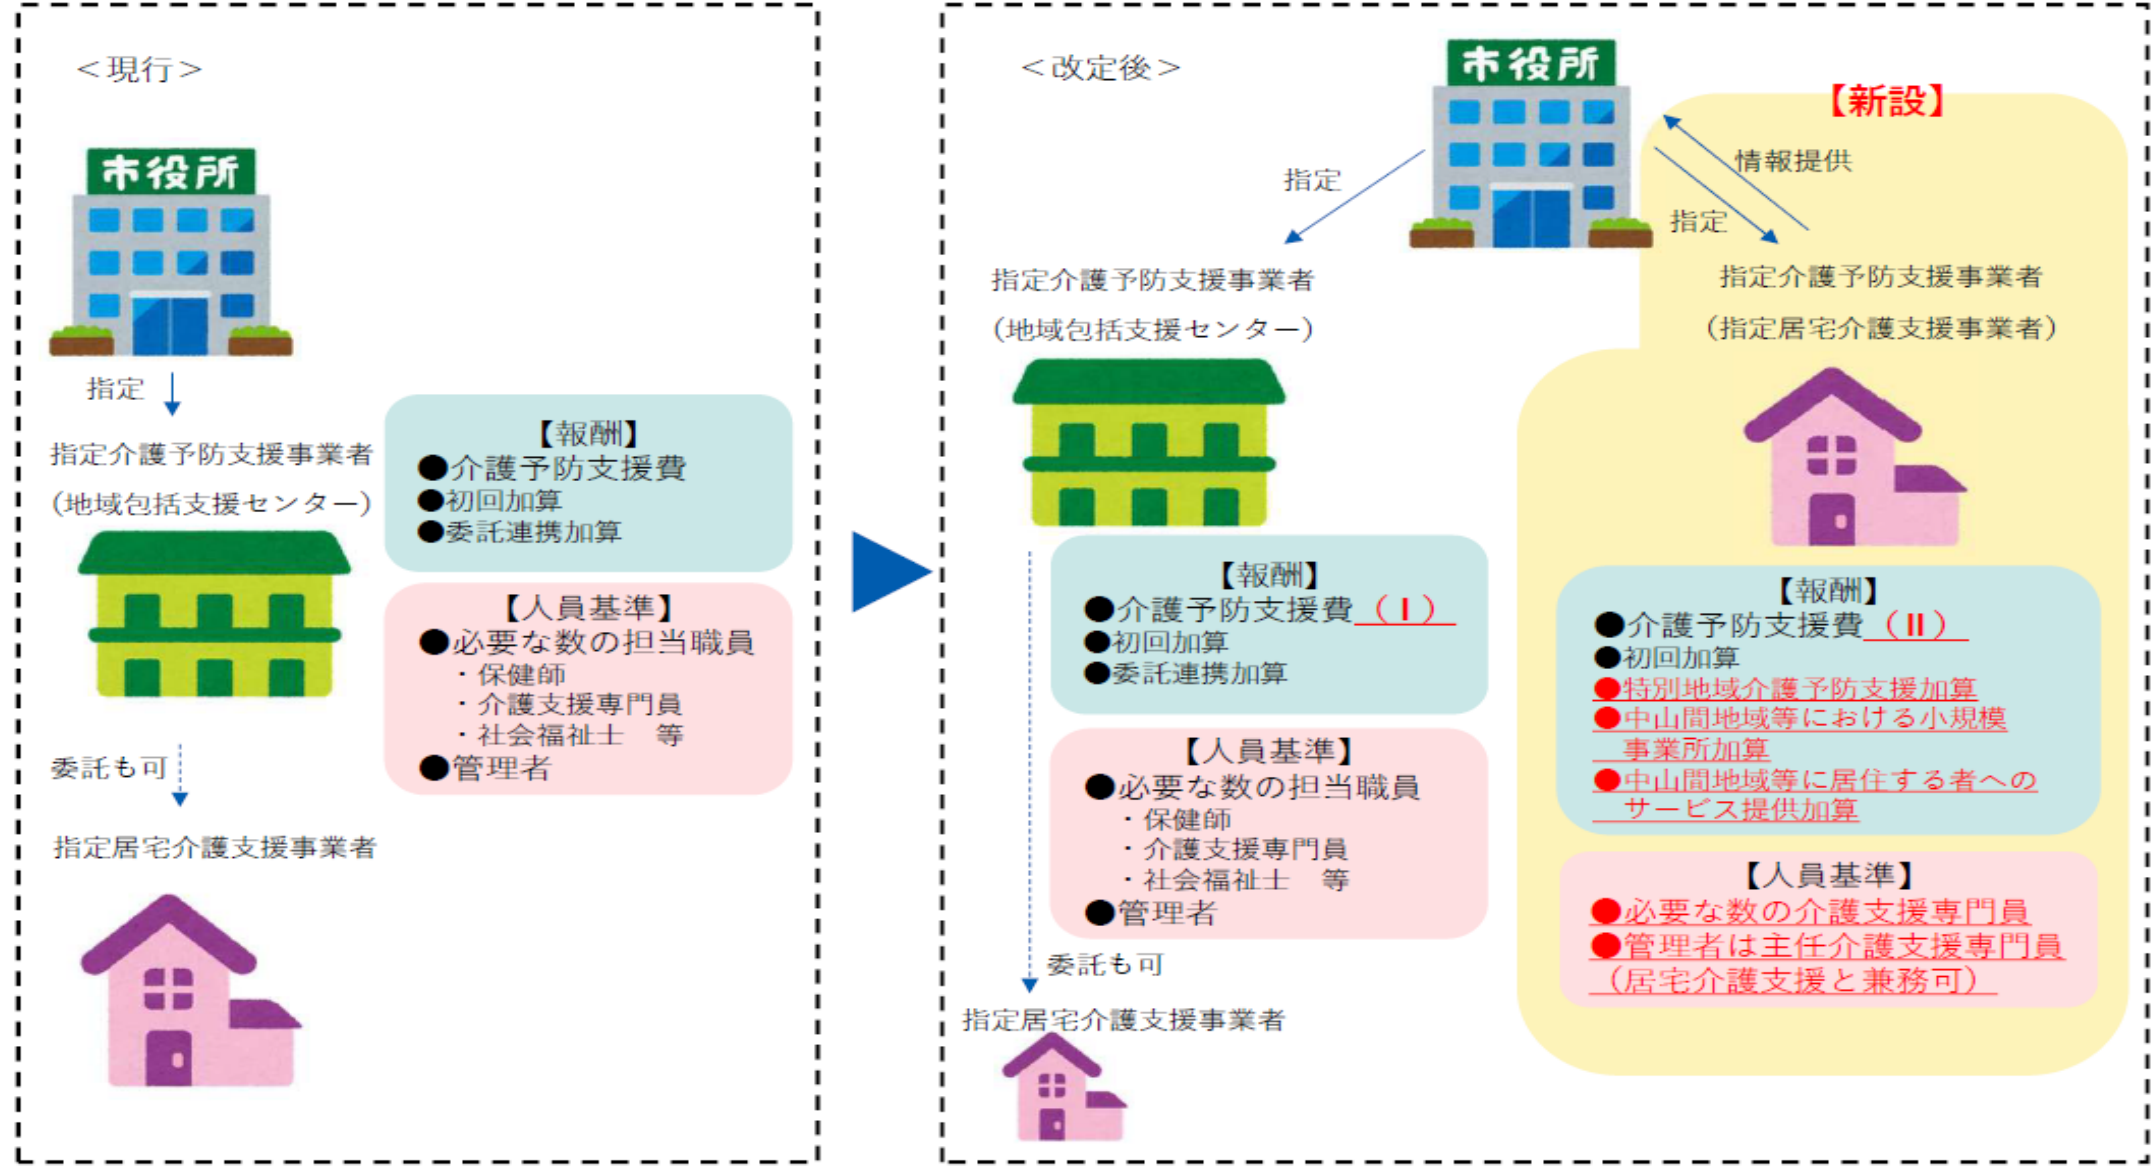 ＜現行＞
市役所
指定
指定介護予防支援事業者
(地域包括支援センター)
【報酬】
●介護予防支援費
●初回加算
●委託連携加算
【人員基準】
●必要な数の担当職員
・保健師
・介護支援専門員
・社会福祉士　等
●管理者
委託も可
指定居宅介護支援事業者
＜改定後＞
市役所
指定
指定介護予防支援事業者
(地域包括支援センター)
【報酬】
●介護予防支援費（Ⅰ）
●初回加算
●委託連携加算
【人員基準】
●必要な数の担当職員
・保健師
・介護支援専門員
・社会福祉士　等
●管理者
委託も可
指定居宅介護支援事業者
【新設】
情報提供
指定
指定介護予防支援事業者
(指定居宅介護支援事業者)
【報酬】
●介護予防支援費（Ⅱ）
●初回加算
●特別地域介護予防支援加算
●中山間地域等における小規模
事業所加算
●中山間地域等に居住する者への
サービス提供加算
【人員基準】
●必要な数の介護支援専門員
●管理者は主任介護支援専門員
（居宅介護支援と兼務可）